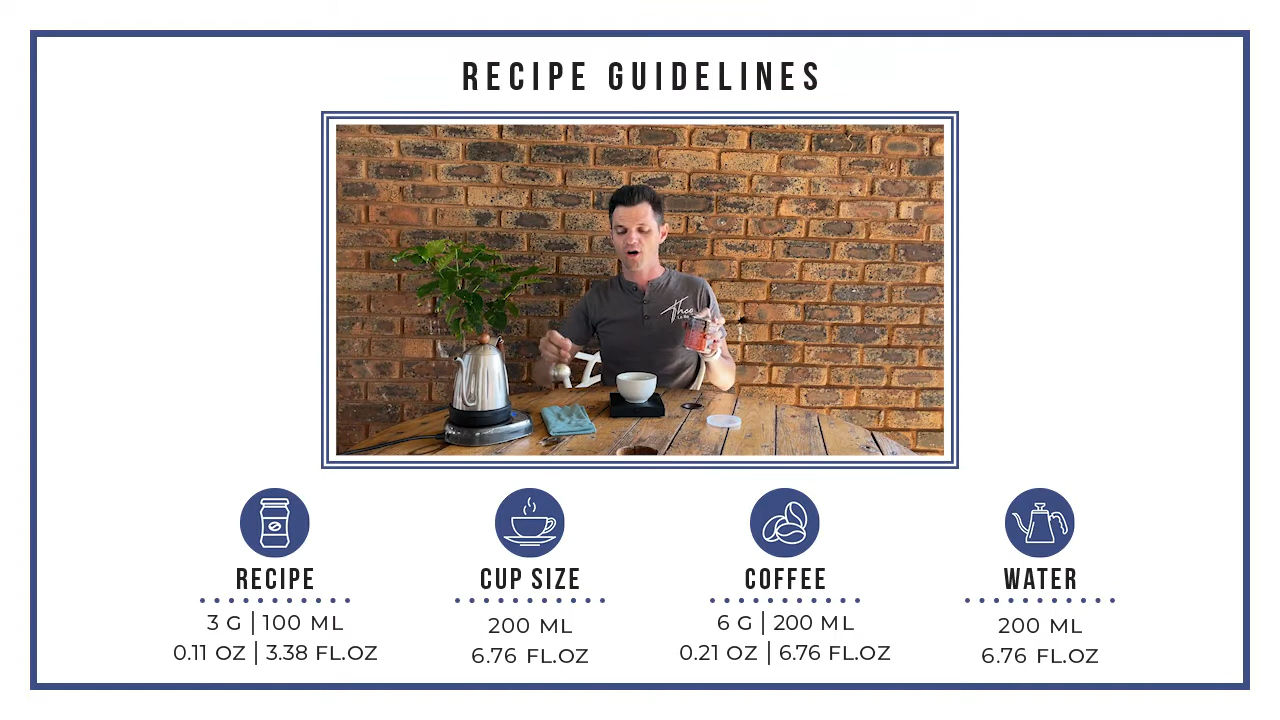 RECIPE GUIDELINES
Theo
RECIPE
3 G | 100 ML
0.11 OZ | 3.38 FL.OZ
CUP SIZE
200 ML
6.76 FL.OZ
COFFEE
6 G | 200 ML
0.21 OZ | 6.76 FL.OZ
WATER
200 ML
6.76 FL.OZ